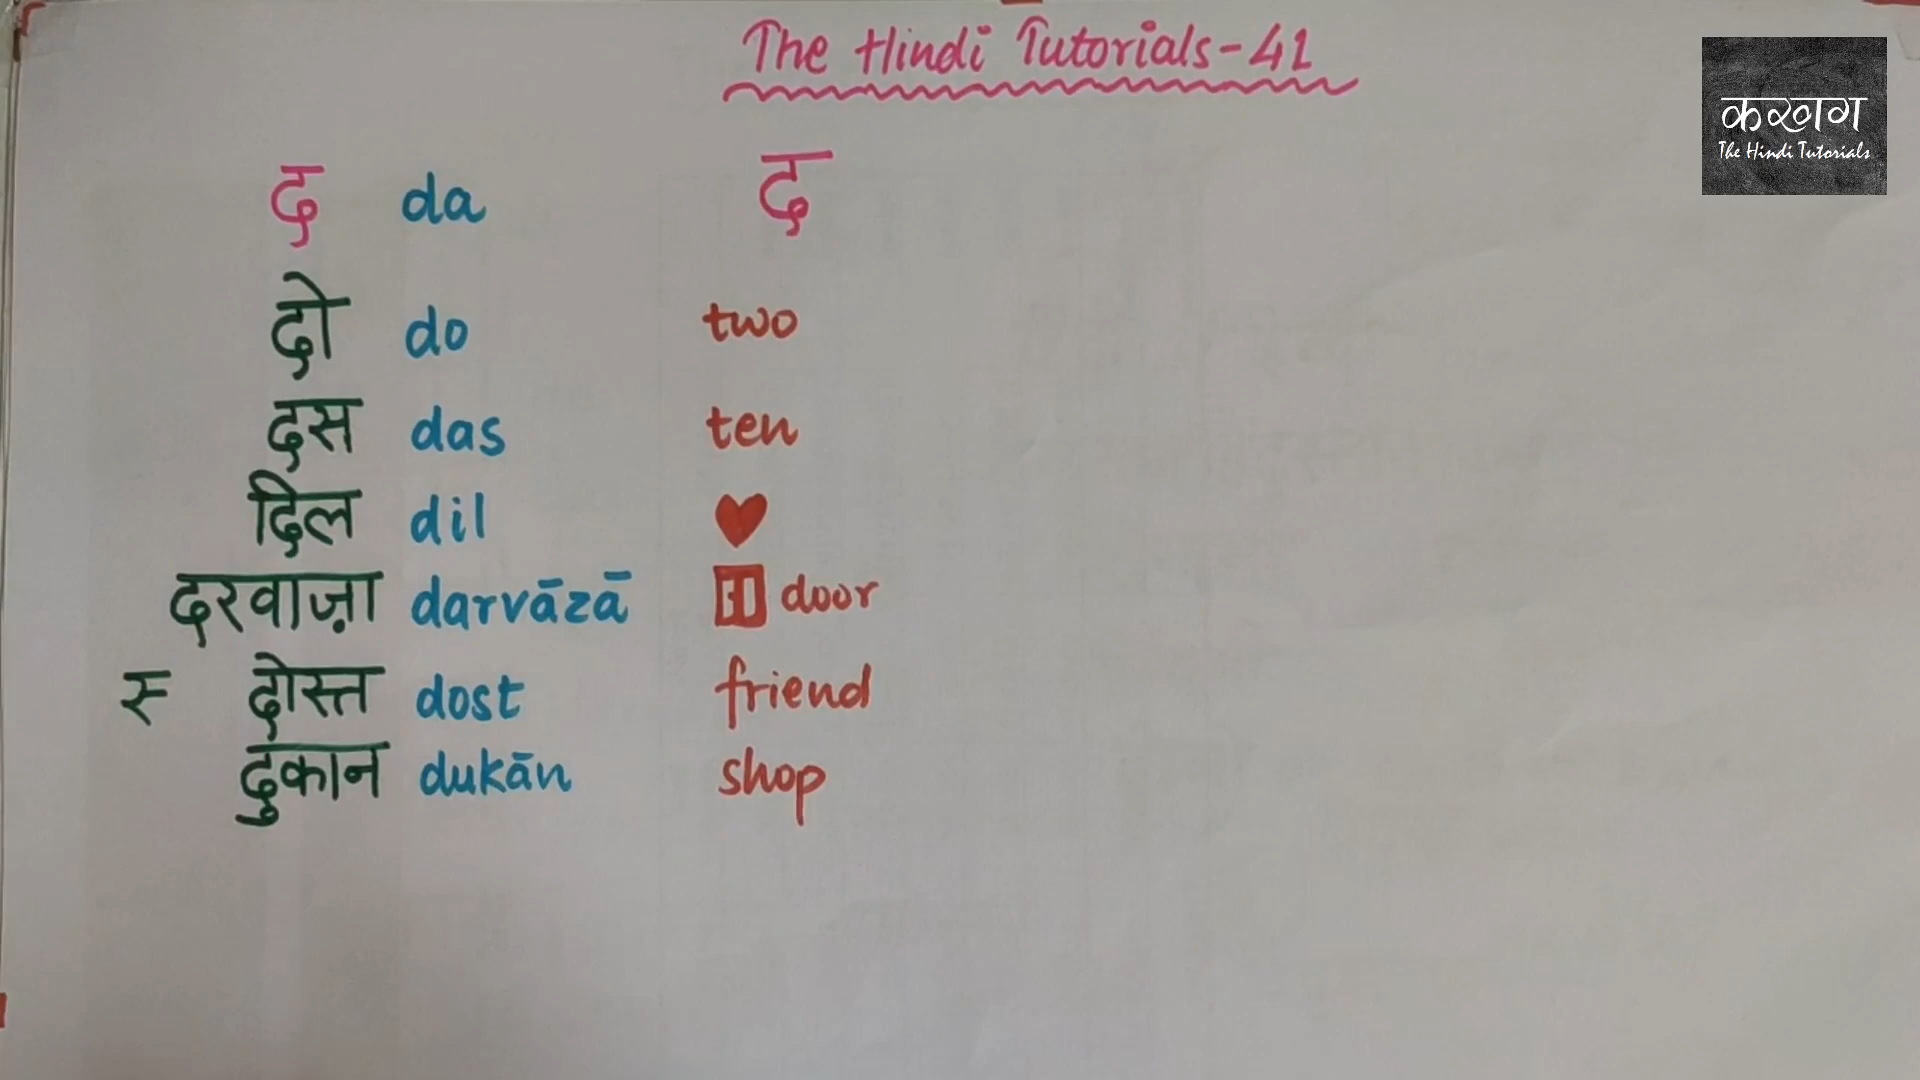 The Hindi Tutorials-41
कखग
The Hindi Tutorials
द da द
दो do two
दस das ten
दिल dil
दरवाज़ा darvāzā door
स् दोस्त dost friend
दुकान dukān shop